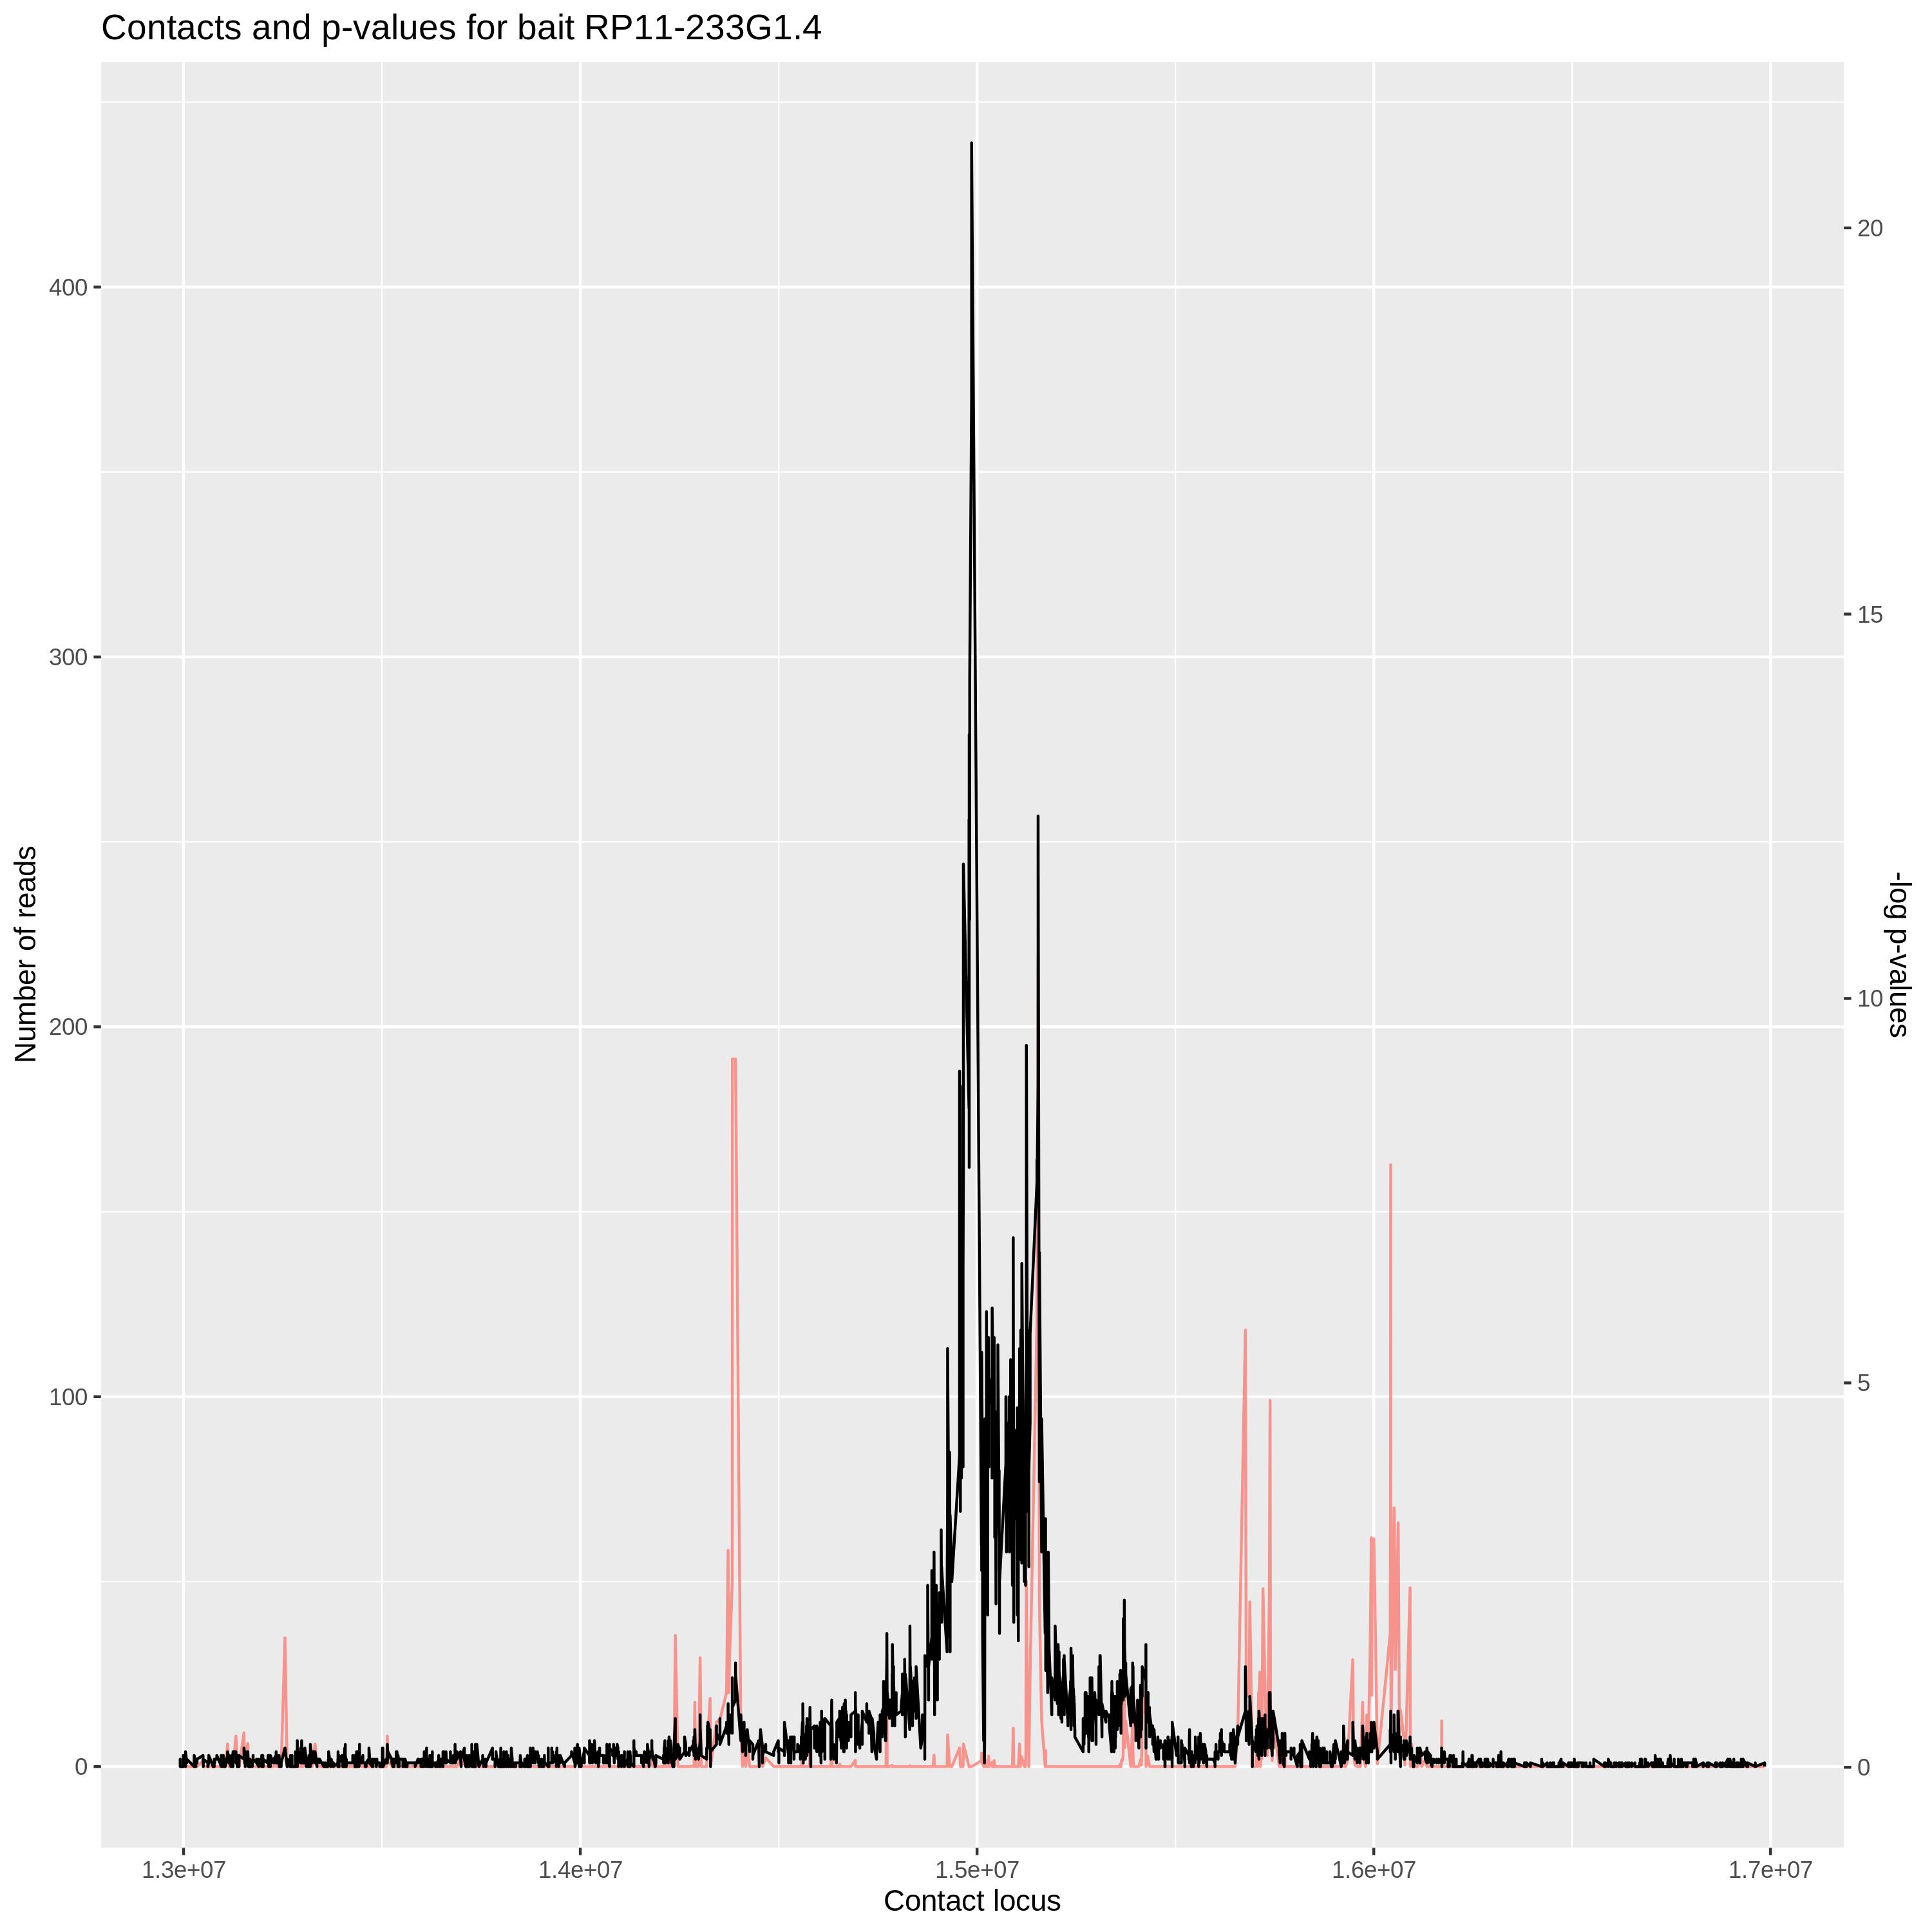 Contacts and p-values for bait RP11-233G1.4
Number of reads
400
300
200
100
0
20
15
10
5
0
-log p-values
1.3e+07
1.4e+07
1.5e+07
1.6e+07
1.7e+07
Contact locus